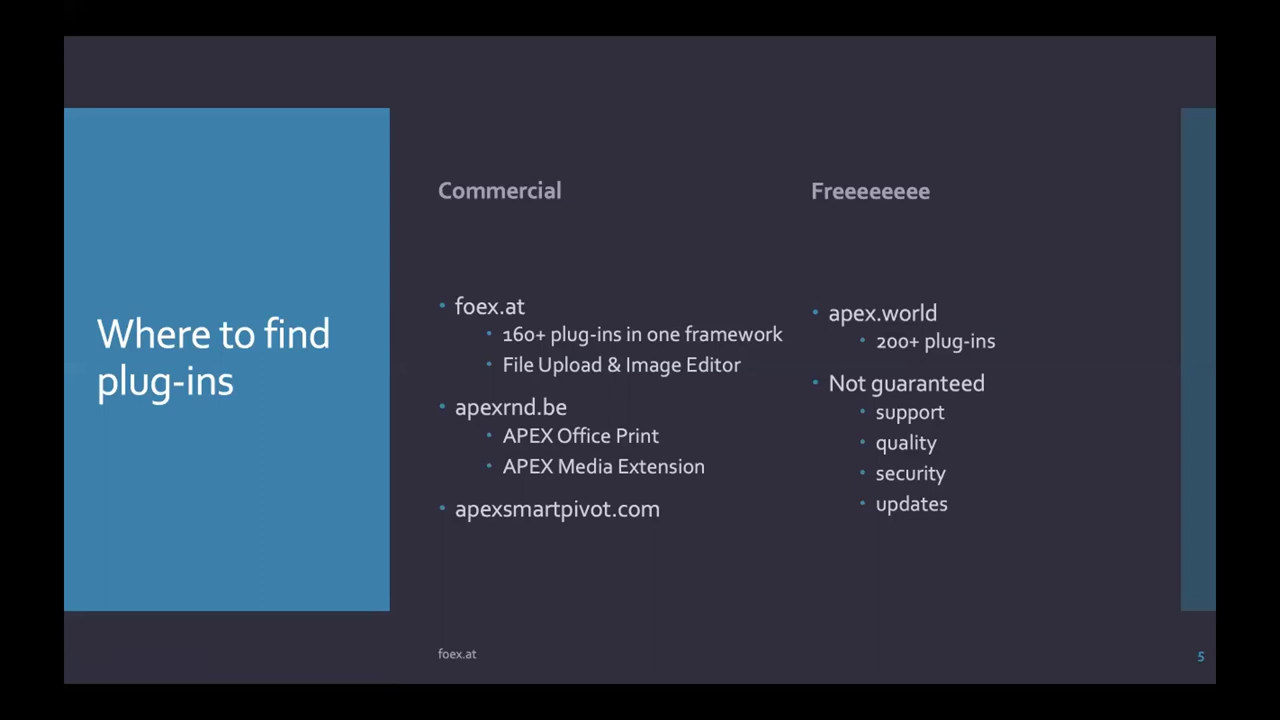 Where to find
plug-ins
Commercial
foex.at
160+ plug-ins in one framework
File Upload & Image Editor
apexrnd.be
APEX Office Print
APEX Media Extension
apexsmartpivot.com
Freeeeeeee
apex.world
200+ plug-ins
Not guaranteed
support
quality
security
updates
foex.at
5